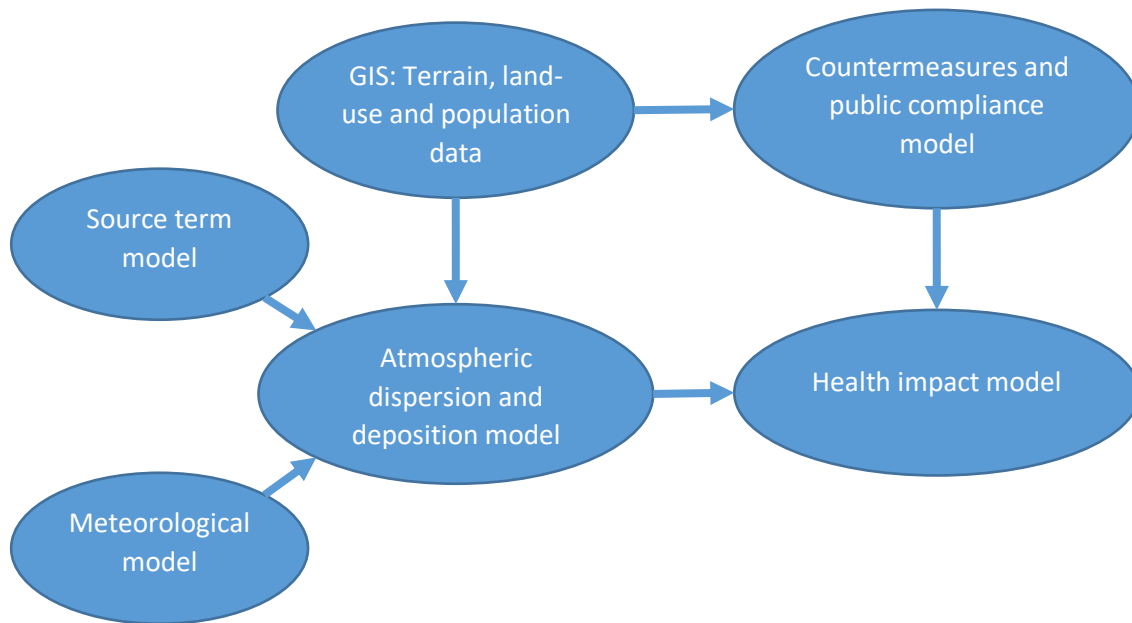 GIS: Terrain, land-
use and population
data
Countermeasures and
public compliance
model
Source term
model
Atmospheric
dispersion and
deposition model
Health impact model
Meteorological
model